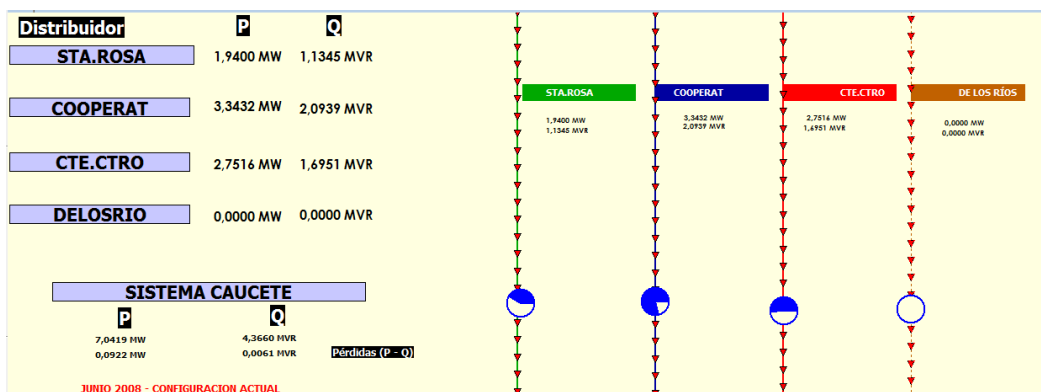 Distribuidor P Q
STA.ROSA 1,9400 MW 1,1345 MVR
COOPERAT 3,3432 MW 2,0939 MVR
CTE.CTRO 2,7516 MW 1,6951 MVR
DELOSRIO 0,0000 MW 0,0000 MVR
SISTEMA CAUCETE
P Q
7,0419 MW 4,3660 MVR
0,0922 MW 0,0061 MVR Pérdidas (P - Q)
JUNIO 2008 - CONFIGURACION ACTUAL
STA.ROSA COOPERAT CTE.CTRO DE LOS RÍOS
1,9400 MW 3,3432 MW 2,7516 MW 0,0000 MW
1,1345 MVR 2,0939 MVR 1,6951 MVR 0,0000 MVR